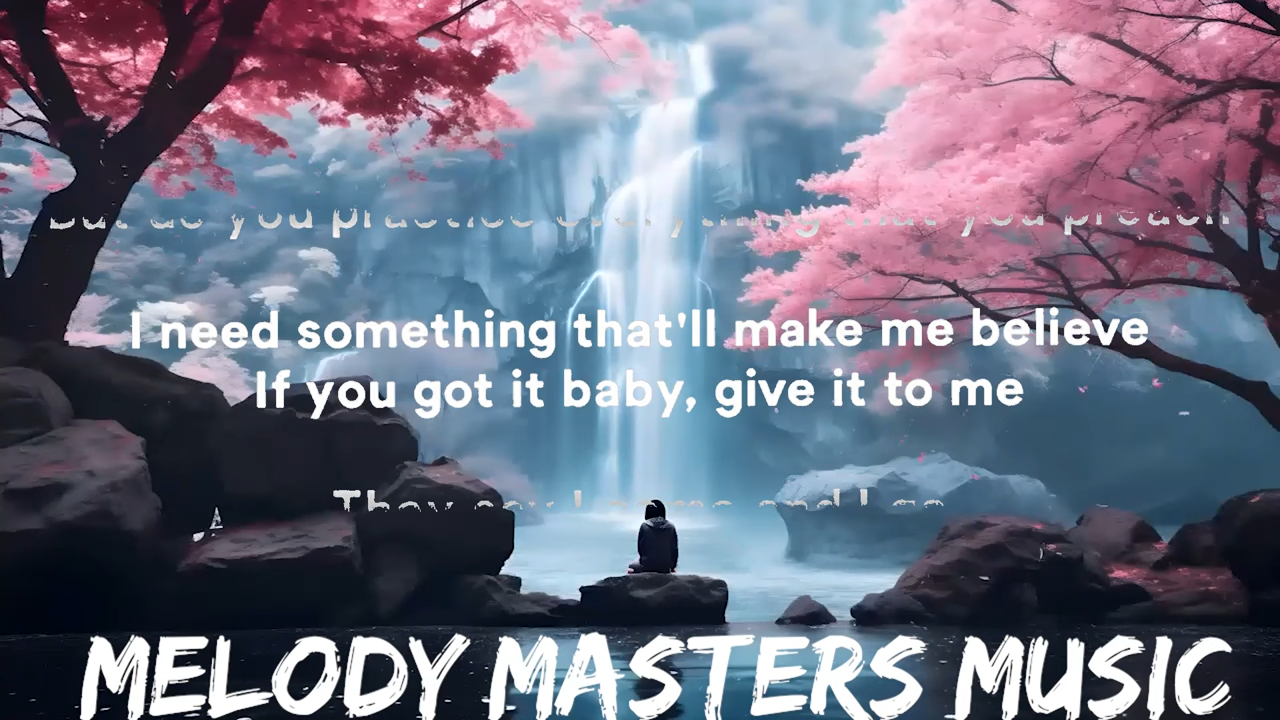 But do you practice everything that you preach
I need something that'll make me believe
If you got it baby, give it to me
They say I come and I go
MELODY MASTERS MUSIC